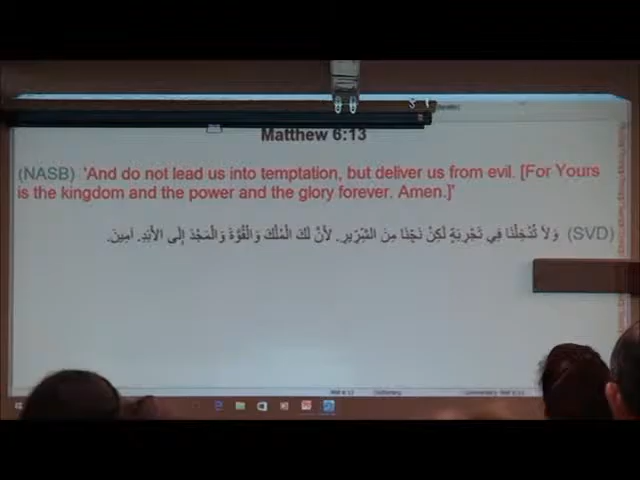 Matthew 6:13
(NASB) 'And do not lead us into temptation, but deliver us from evil. [For Yours
is the kingdom and the power and the glory forever. Amen.]'
(SVD) وَلاَ تُدْخِلْنَا فِي تَجْرِبَةٍ لَكِنْ نَجِّنَا مِنَ الشِّرِّيرِ. لأَنَّ لَكَ الْمُلْكَ وَالْقُوَّةَ وَالْمَجْدَ إِلَى الأَبَدِ. آمِينَ.